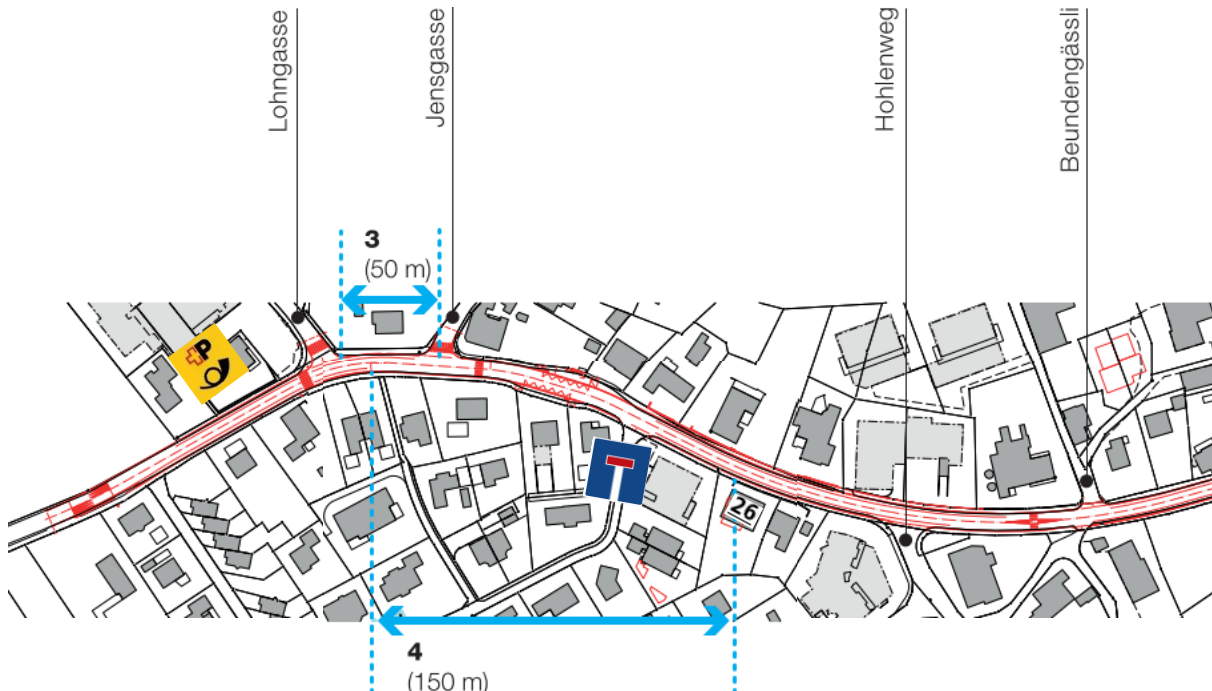 Lohngasse
Jensgasse
Hohlenweg
Beundengässli
3
(50 m)
P
26
4
(150 m)